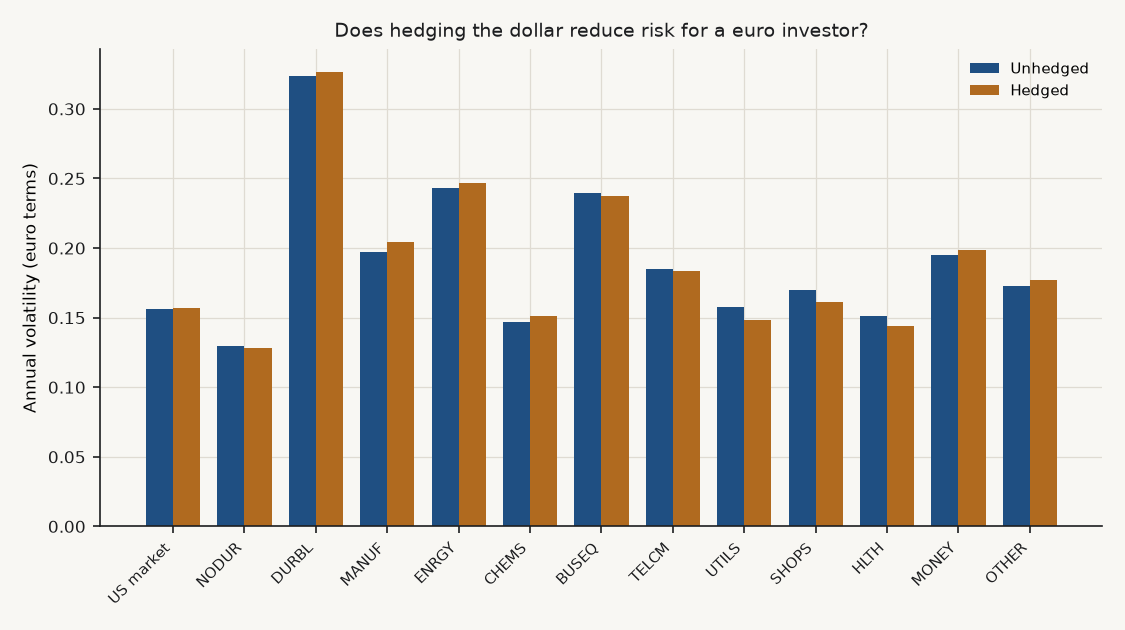 Does hedging the dollar reduce risk for a euro investor?
Unhedged
Hedged
Annual volatility (euro terms)
0.30
0.25
0.20
0.15
0.10
0.05
0.00
US market
NODUR
DURBL
MANUF
ENRGY
CHEMS
BUSEQ
TELCM
UTILS
SHOPS
HLTH
MONEY
OTHER